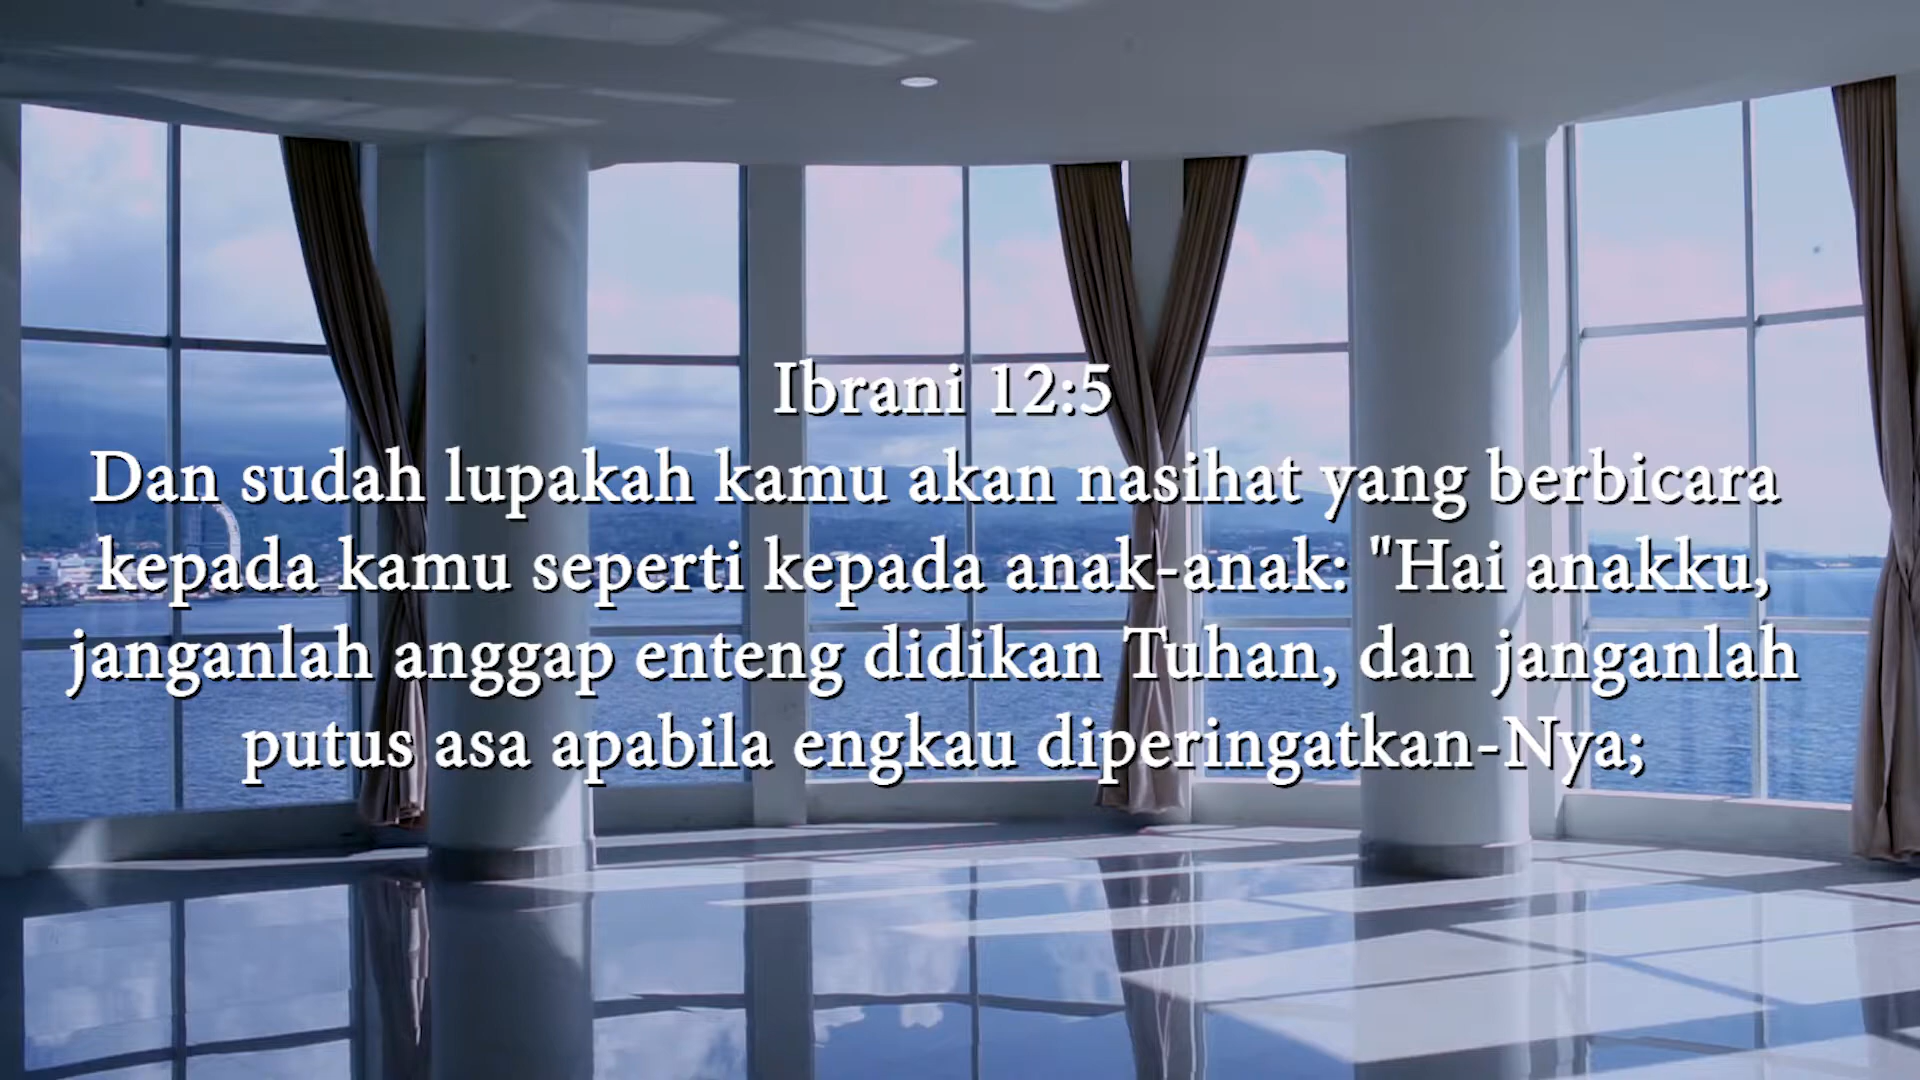 Ibrani 12:5
Dan sudah lupakah kamu akan nasihat yang berbicara
kepada kamu seperti kepada anak-anak: "Hai anakku,
janganlah anggap enteng didikan Tuhan, dan janganlah
putus asa apabila engkau diperingatkan-Nya;